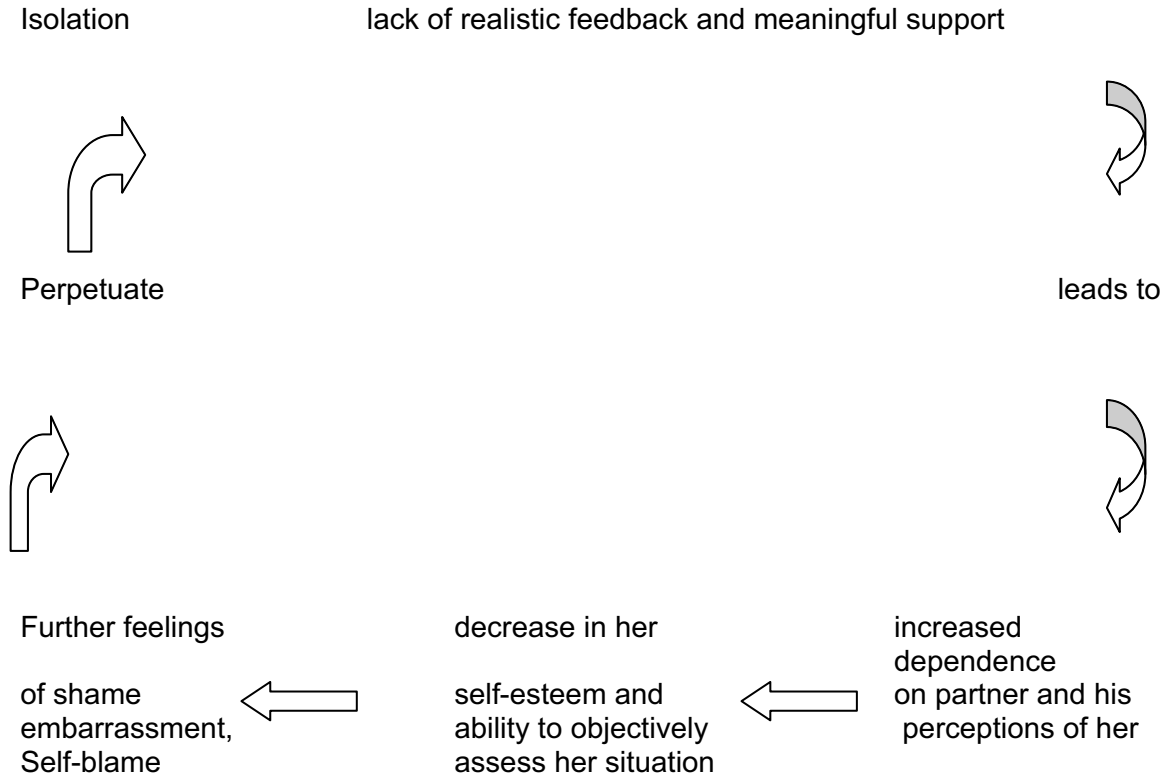 Isolation lack of realistic feedback and meaningful support
Perpetuate leads to
Further feelings decrease in her increased
dependence
of shame self-esteem and on partner and his
embarrassment, ability to objectively perceptions of her
Self-blame assess her situation